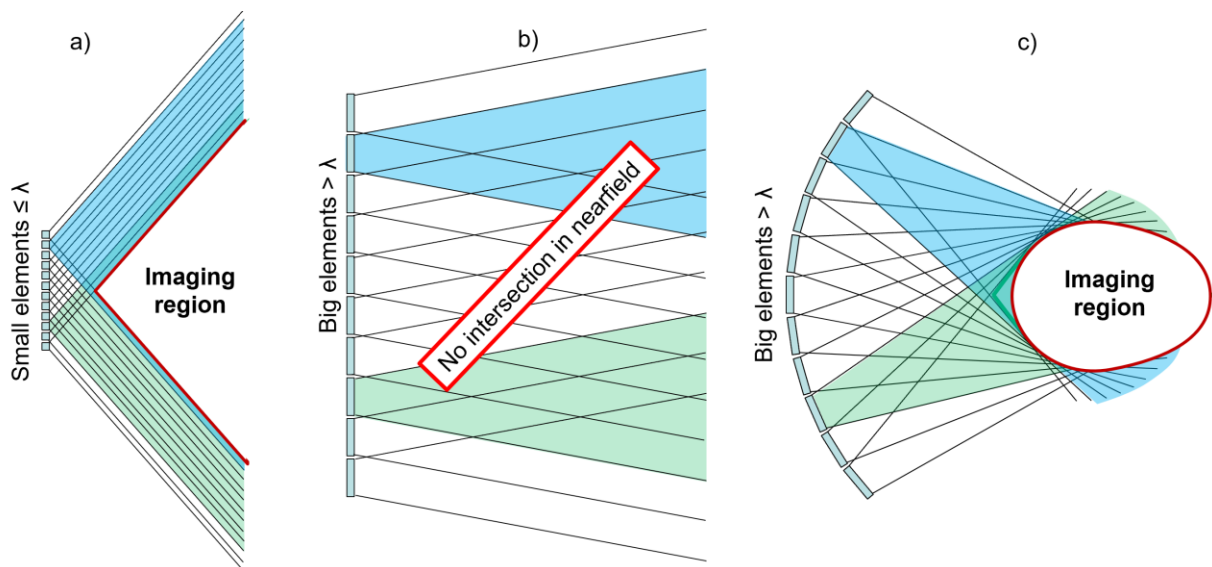 a)
Small elements ≤ λ
Imaging
region
b)
Big elements > λ
No intersection in nearfield
c)
Big elements > λ
Imaging
region